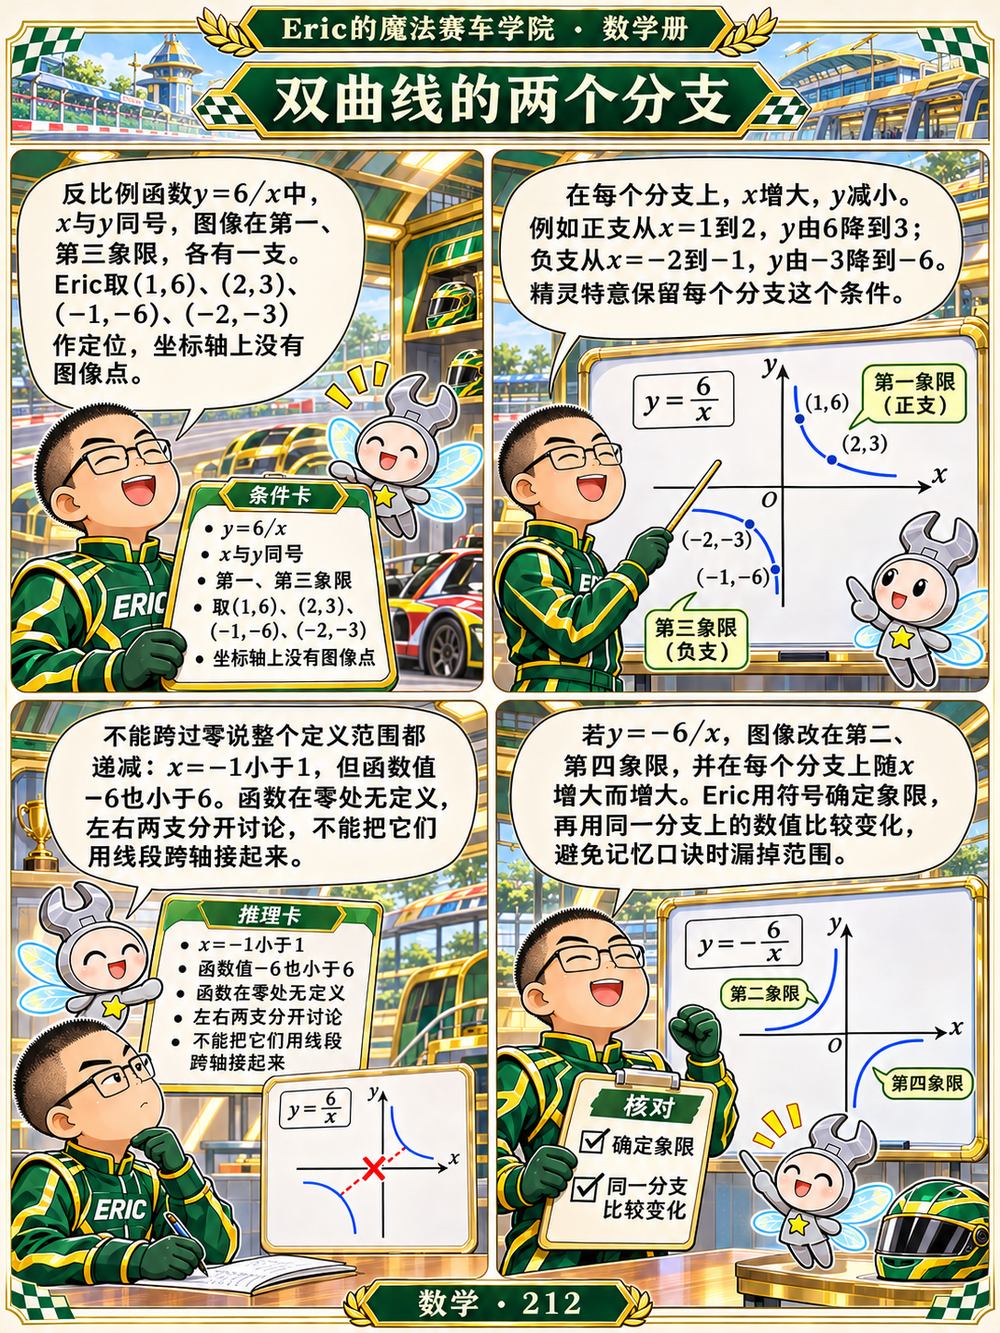 Eric的魔法赛车学院 · 数学册
双曲线的两个分支
反比例函数y=6/x中，
x与y同号，图像在第一、
第三象限，各有一支。
Eric取(1,6)、(2,3)、
(−1,−6)、(−2,−3)
作定位，坐标轴上没有
图像点。
条件卡
• y=6/x
• x与y同号
• 第一、第三象限
• 取(1,6)、(2,3)、
(−1,−6)、(−2,−3)
• 坐标轴上没有图像点
ERIC
在每个分支上，x增大，y减小。
例如正支从x=1到2，y由6降到3；
负支从x=−2到−1，y由−3降到−6。
精灵特意保留每个分支这个条件。
y=6/x
y
(1,6)
第一象限
（正支）
(2,3)
x
O
(−2,−3)
(−1,−6)
第三象限
（负支）
不能跨过零说整个定义范围都
递减：x=−1小于1，但函数值
−6也小于6。函数在零处无定义，
左右两支分开讨论，不能把它们
用线段跨轴接起来。
推理卡
• x=−1小于1
• 函数值−6也小于6
• 函数在零处无定义
• 左右两支分开讨论
• 不能把它们用线段
跨轴接起来
y=6/x
y
x
ERIC
若y=−6/x，图像改在第二、
第四象限，并在每个分支上随x
增大而增大。Eric用符号确定象限，
再用同一分支上的数值比较变化，
避免记忆口诀时漏掉范围。
y=−6/x
y
第二象限
x
O
第四象限
核对
确定象限
同一分支
比较变化
数学 · 212